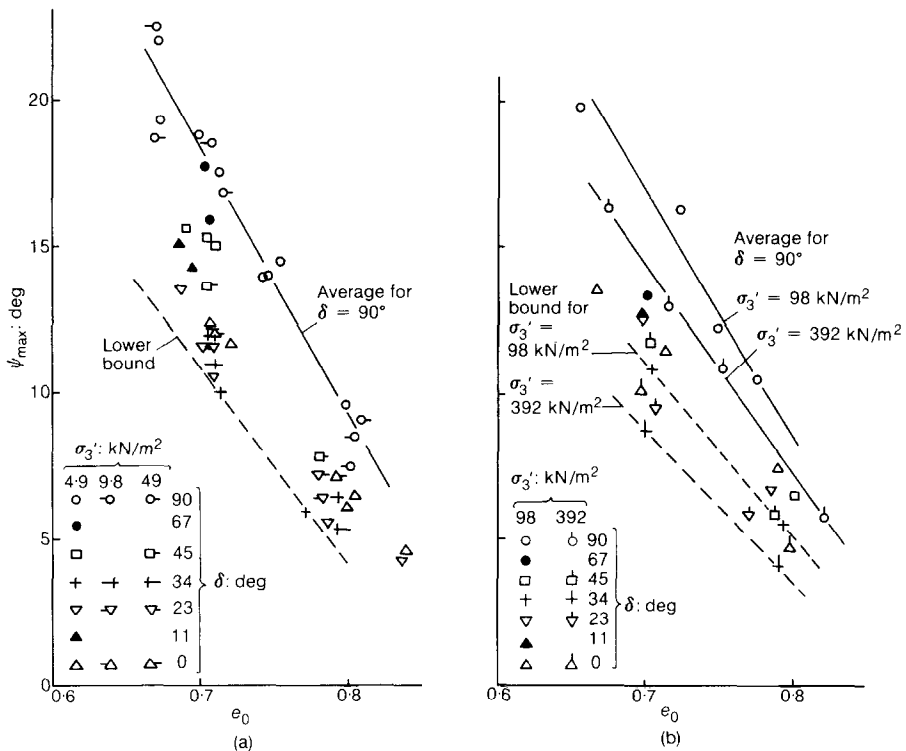 ψmax: deg
20
15
10
5
0
Average for
δ = 90°
Lower
bound
σ3′: kN/m²
4·9 9·8 49
90
67
45
34
23
11
0
δ: deg
0·6 0·7 0·8
e0
(a)
Average for
δ = 90°
σ3′ = 98 kN/m²
σ3′ = 392 kN/m²
Lower
bound for
σ3′ =
98 kN/m²
σ3′ =
392 kN/m²
σ3′: kN/m²
98 392
90
67
45
34
23
11
0
δ: deg
0·6 0·7 0·8
e0
(b)